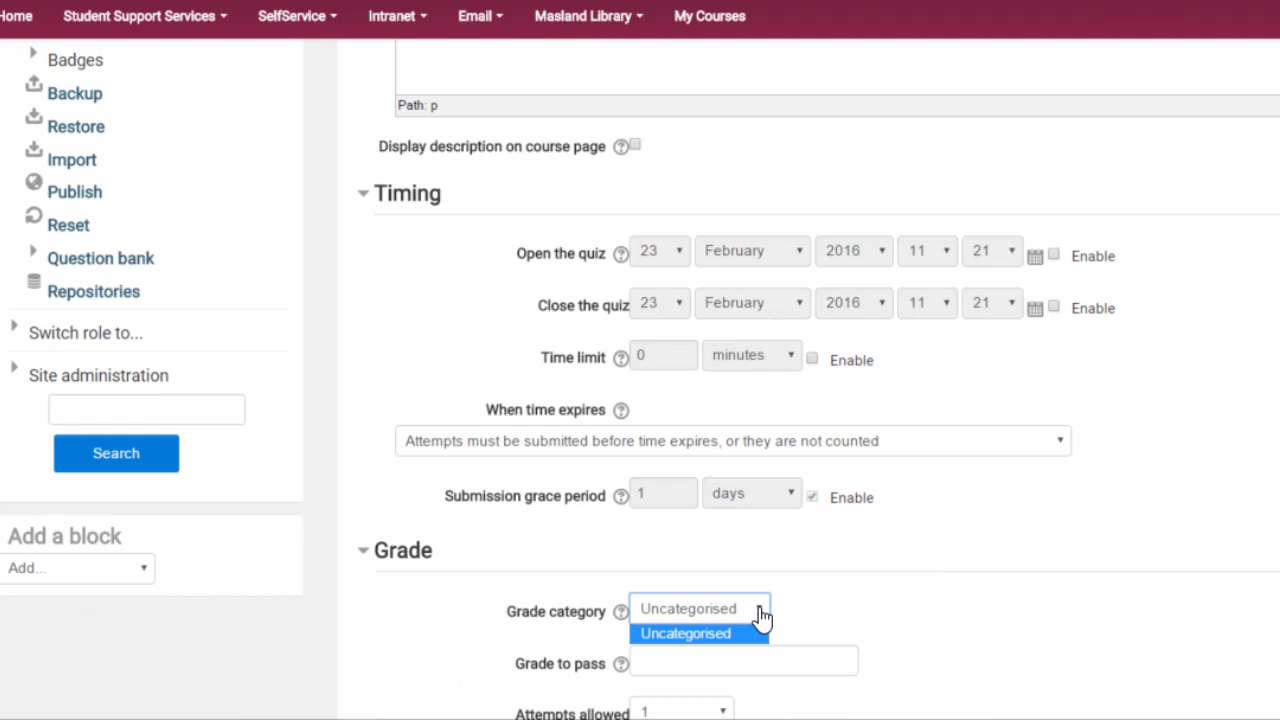 Home Student Support Services SelfService Intranet Email Masland Library My Courses
Badges
Backup
Restore
Import
Publish
Reset
Question bank
Repositories
Switch role to...
Site administration
Search
Add a block
Add...
Path: p
Display description on course page
Timing
Open the quiz 23 February 2016 11 21 Enable
Close the quiz 23 February 2016 11 21 Enable
Time limit 0 minutes Enable
When time expires
Attempts must be submitted before time expires, or they are not counted
Submission grace period 1 days Enable
Grade
Grade category Uncategorised
Uncategorised
Grade to pass
Attempts allowed 1